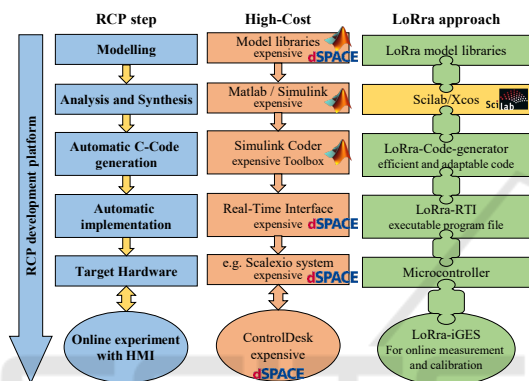 RCP step
High-Cost
LoRra approach
RCP development platform
Modelling
Model libraries
expensive
dSPACE
LoRra model libraries
Analysis and Synthesis
Matlab / Simulink
expensive
Scilab/Xcos
Scilab
Automatic C-Code
generation
Simulink Coder
expensive Toolbox
LoRra-Code-generator
efficient and adaptable code
Automatic
implementation
Real-Time Interface
expensive
dSPACE
LoRra-RTI
executable program file
Target Hardware
e.g. Scalexio system
expensive
dSPACE
Microcontroller
Online experiment
with HMI
ControlDesk
expensive
dSPACE
LoRra-iGES
For online measurement
and calibration